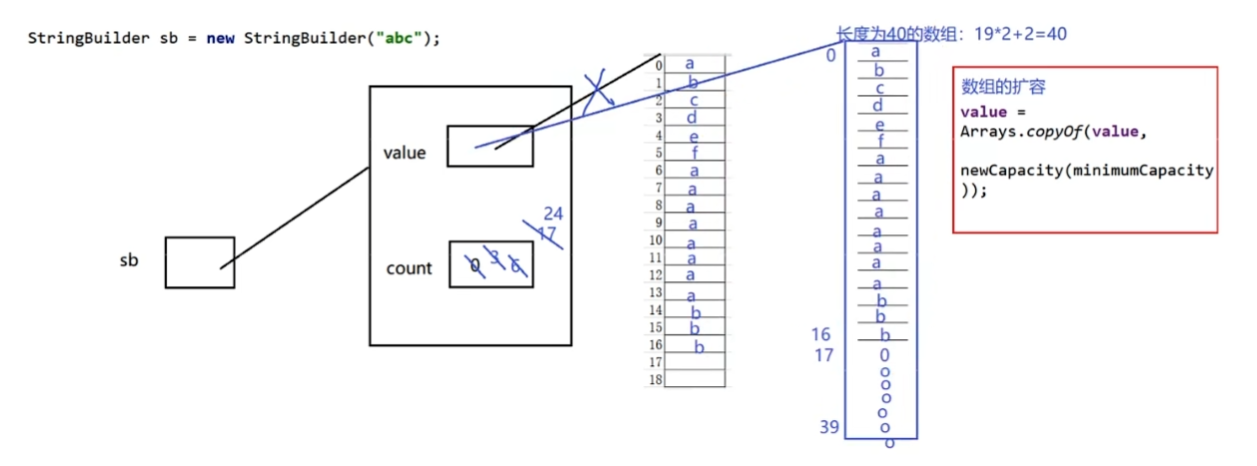 StringBuilder sb = new StringBuilder("abc");
sb
value
count
0 3 6
17
24
0 a
1 b
2 c
3 d
4 e
5 f
6 a
7 a
8 a
9 a
10 a
11 a
12 a
13 a
14 b
15 b
16 b
17
18
长度为40的数组：19*2+2=40
0 a
b
c
d
e
f
a
a
a
a
a
a
a
a
b
b
16 b
17 0
o
o
o
o
39 o
o
数组的扩容
value =
Arrays.copyOf(value,
newCapacity(minimumCapacity
));